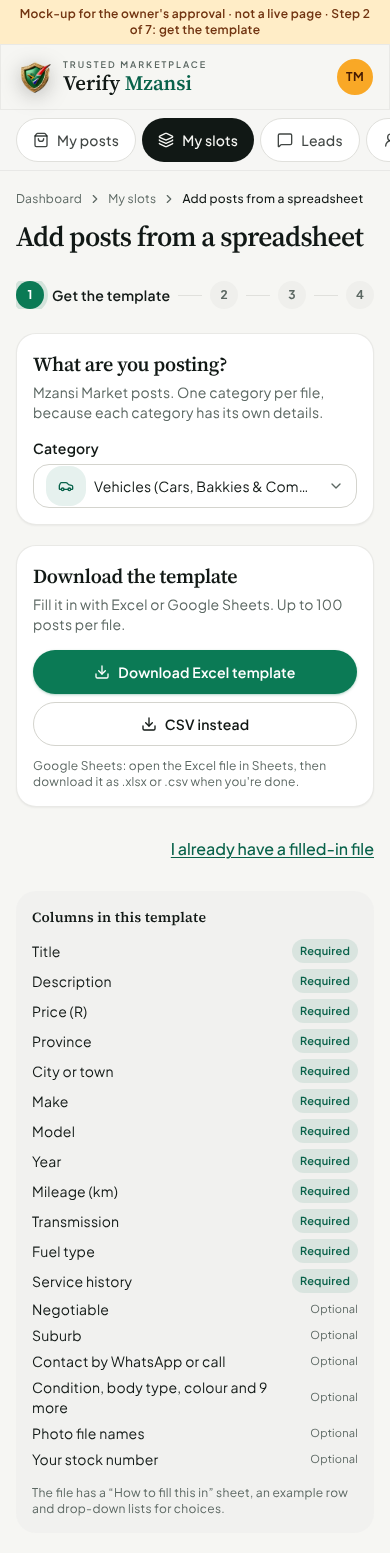 Mock-up for the owner's approval · not a live page · Step 2
of 7: get the template
TRUSTED MARKETPLACE
Verify Mzansi
TM
My posts
My slots
Leads
Dashboard > My slots > Add posts from a spreadsheet
Add posts from a spreadsheet
1 Get the template 2 3 4
What are you posting?
Mzansi Market posts. One category per file,
because each category has its own details.
Category
Vehicles (Cars, Bakkies & Com...
Download the template
Fill it in with Excel or Google Sheets. Up to 100
posts per file.
Download Excel template
CSV instead
Google Sheets: open the Excel file in Sheets, then
download it as .xlsx or .csv when you're done.
I already have a filled-in file
Columns in this template
Title Required
Description Required
Price (R) Required
Province Required
City or town Required
Make Required
Model Required
Year Required
Mileage (km) Required
Transmission Required
Fuel type Required
Service history Required
Negotiable Optional
Suburb Optional
Contact by WhatsApp or call Optional
Condition, body type, colour and 9
more Optional
Photo file names Optional
Your stock number Optional
The file has a “How to fill this in” sheet, an example row
and drop-down lists for choices.